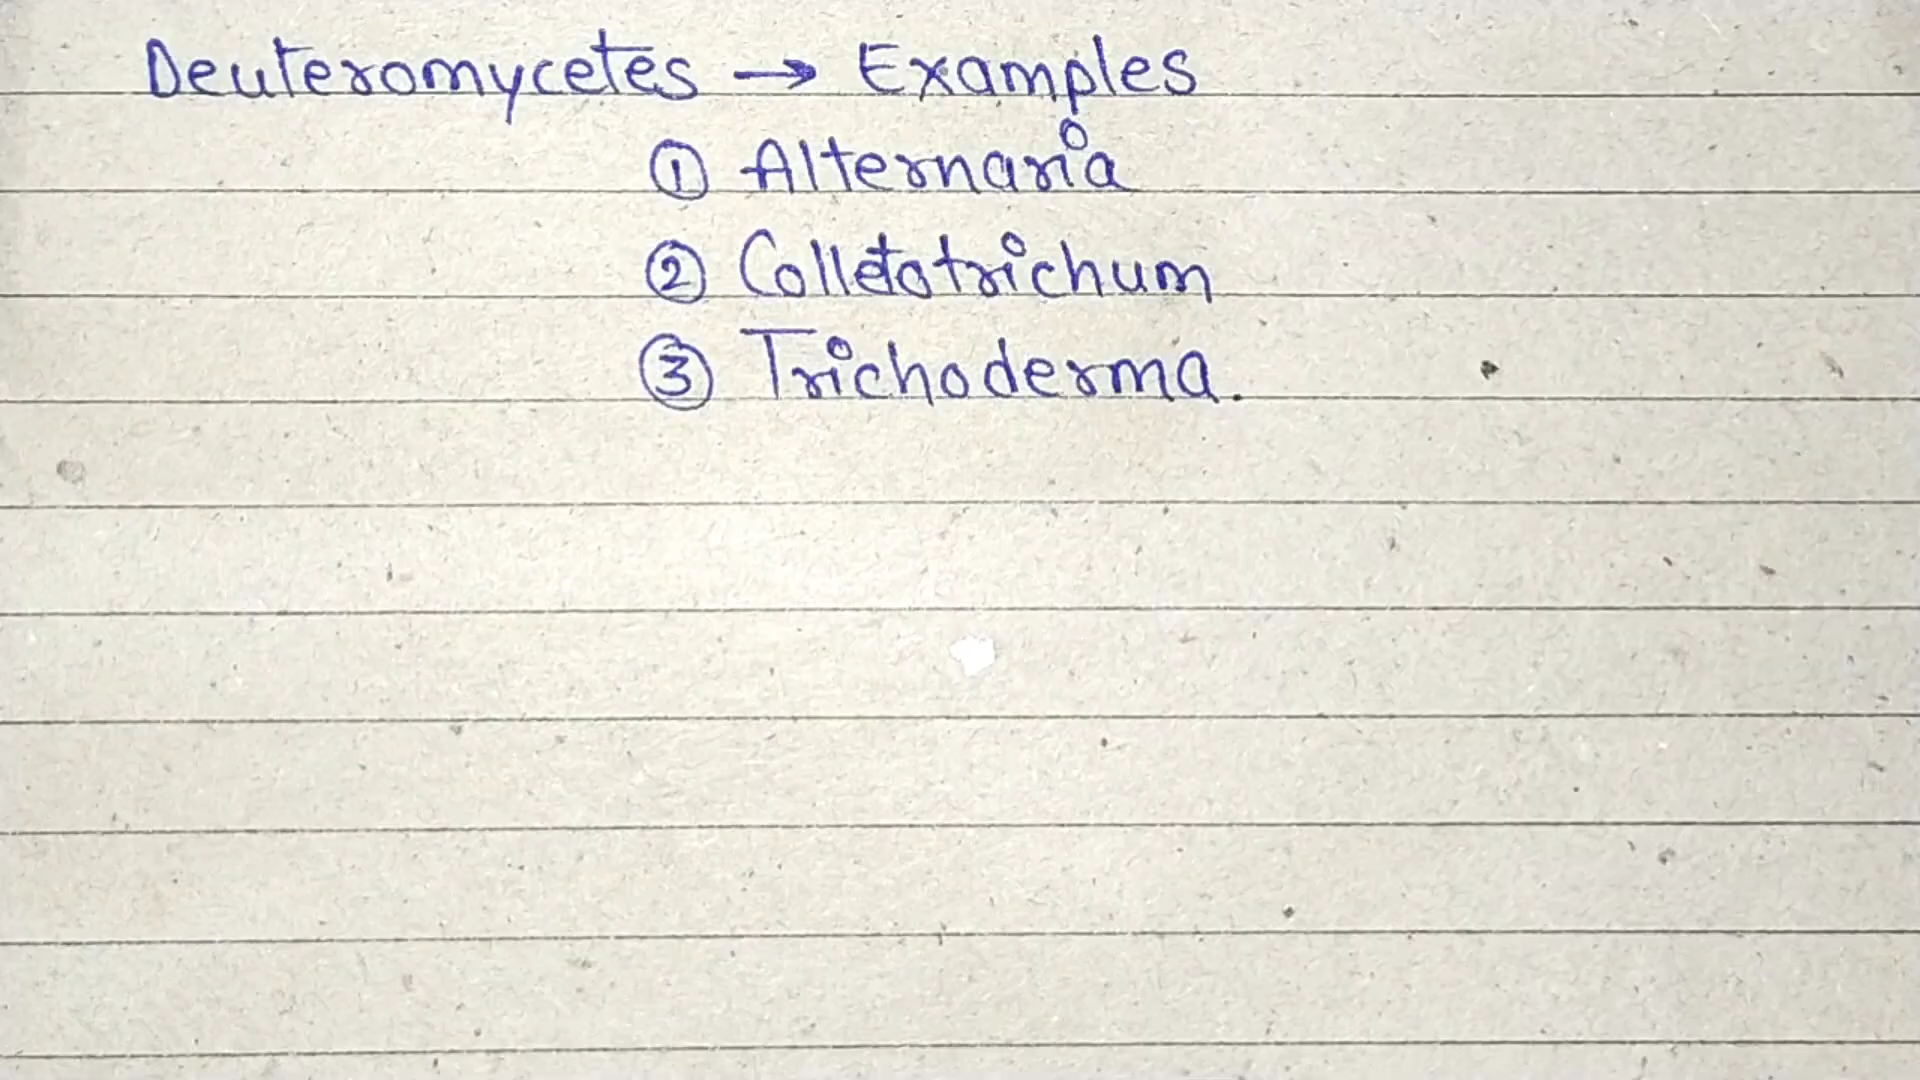 Deuteromycetes → Examples
① Alternaria
② Colletotrichum
③ Trichoderma.